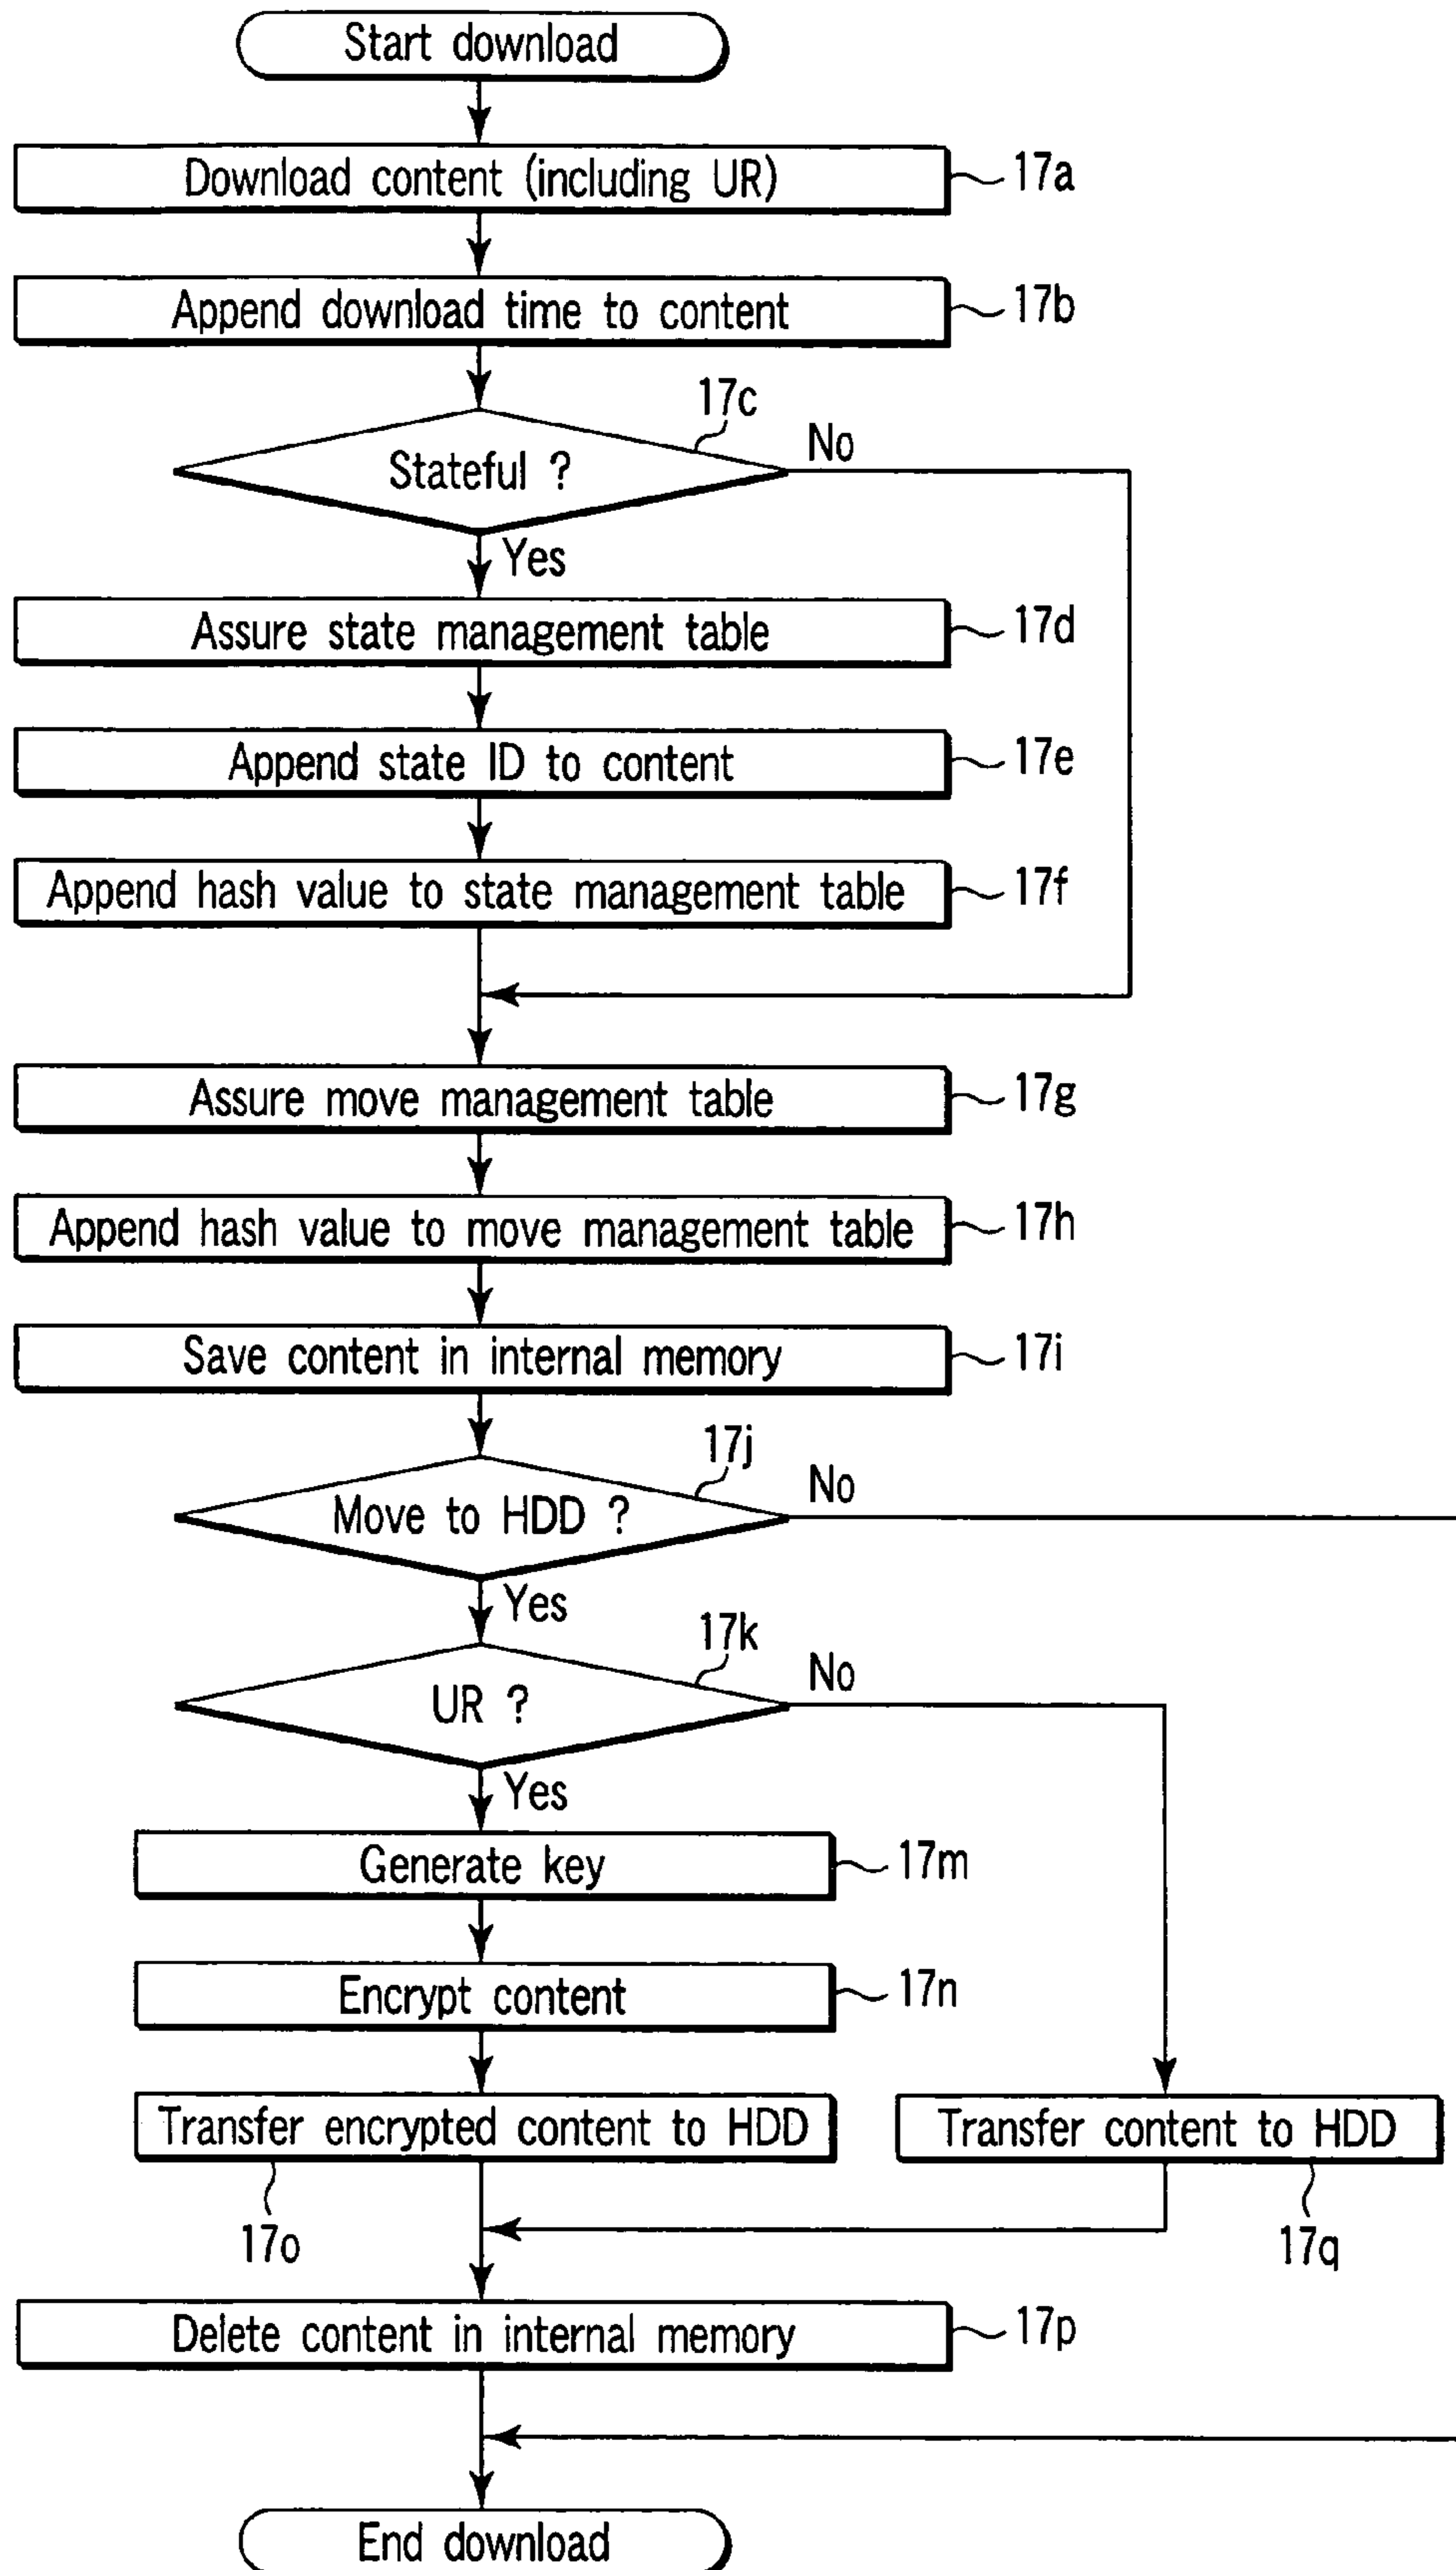 Start download
Download content (including UR)
17a
Append download time to content
17b
17c
Stateful ?
No
Yes
Assure state management table
17d
Append state ID to content
17e
Append hash value to state management table
17f
Assure move management table
17g
Append hash value to move management table
17h
Save content in internal memory
17i
17j
Move to HDD ?
No
Yes
17k
UR ?
No
Yes
Generate key
17m
Encrypt content
17n
Transfer encrypted content to HDD
Transfer content to HDD
17o
17q
Delete content in internal memory
17p
End download